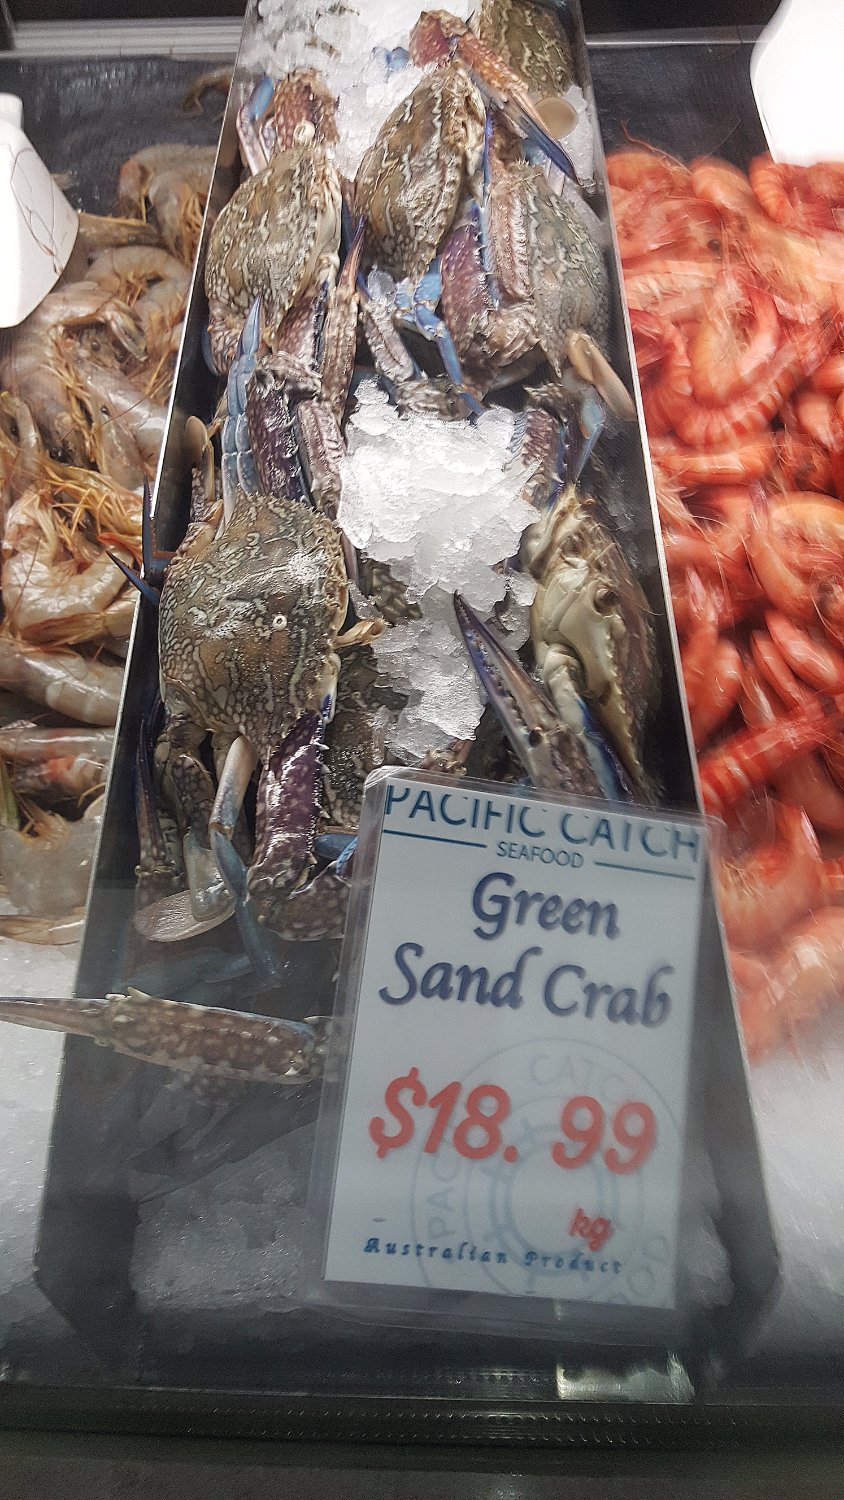 PACIFIC CATCH
SEAFOOD
Green
Sand Crab
$18. 99
kg
Australian Product